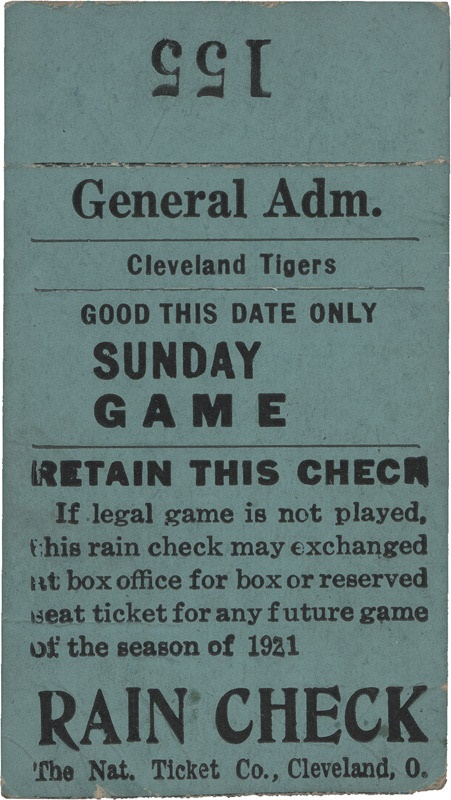 155
General Adm.
Cleveland Tigers
GOOD THIS DATE ONLY
SUNDAY
GAME
RETAIN THIS CHECK
If legal game is not played,
this rain check may exchanged
at box office for box or reserved
seat ticket for any future game
of the season of 1921
RAIN CHECK
The Nat. Ticket Co., Cleveland, O.